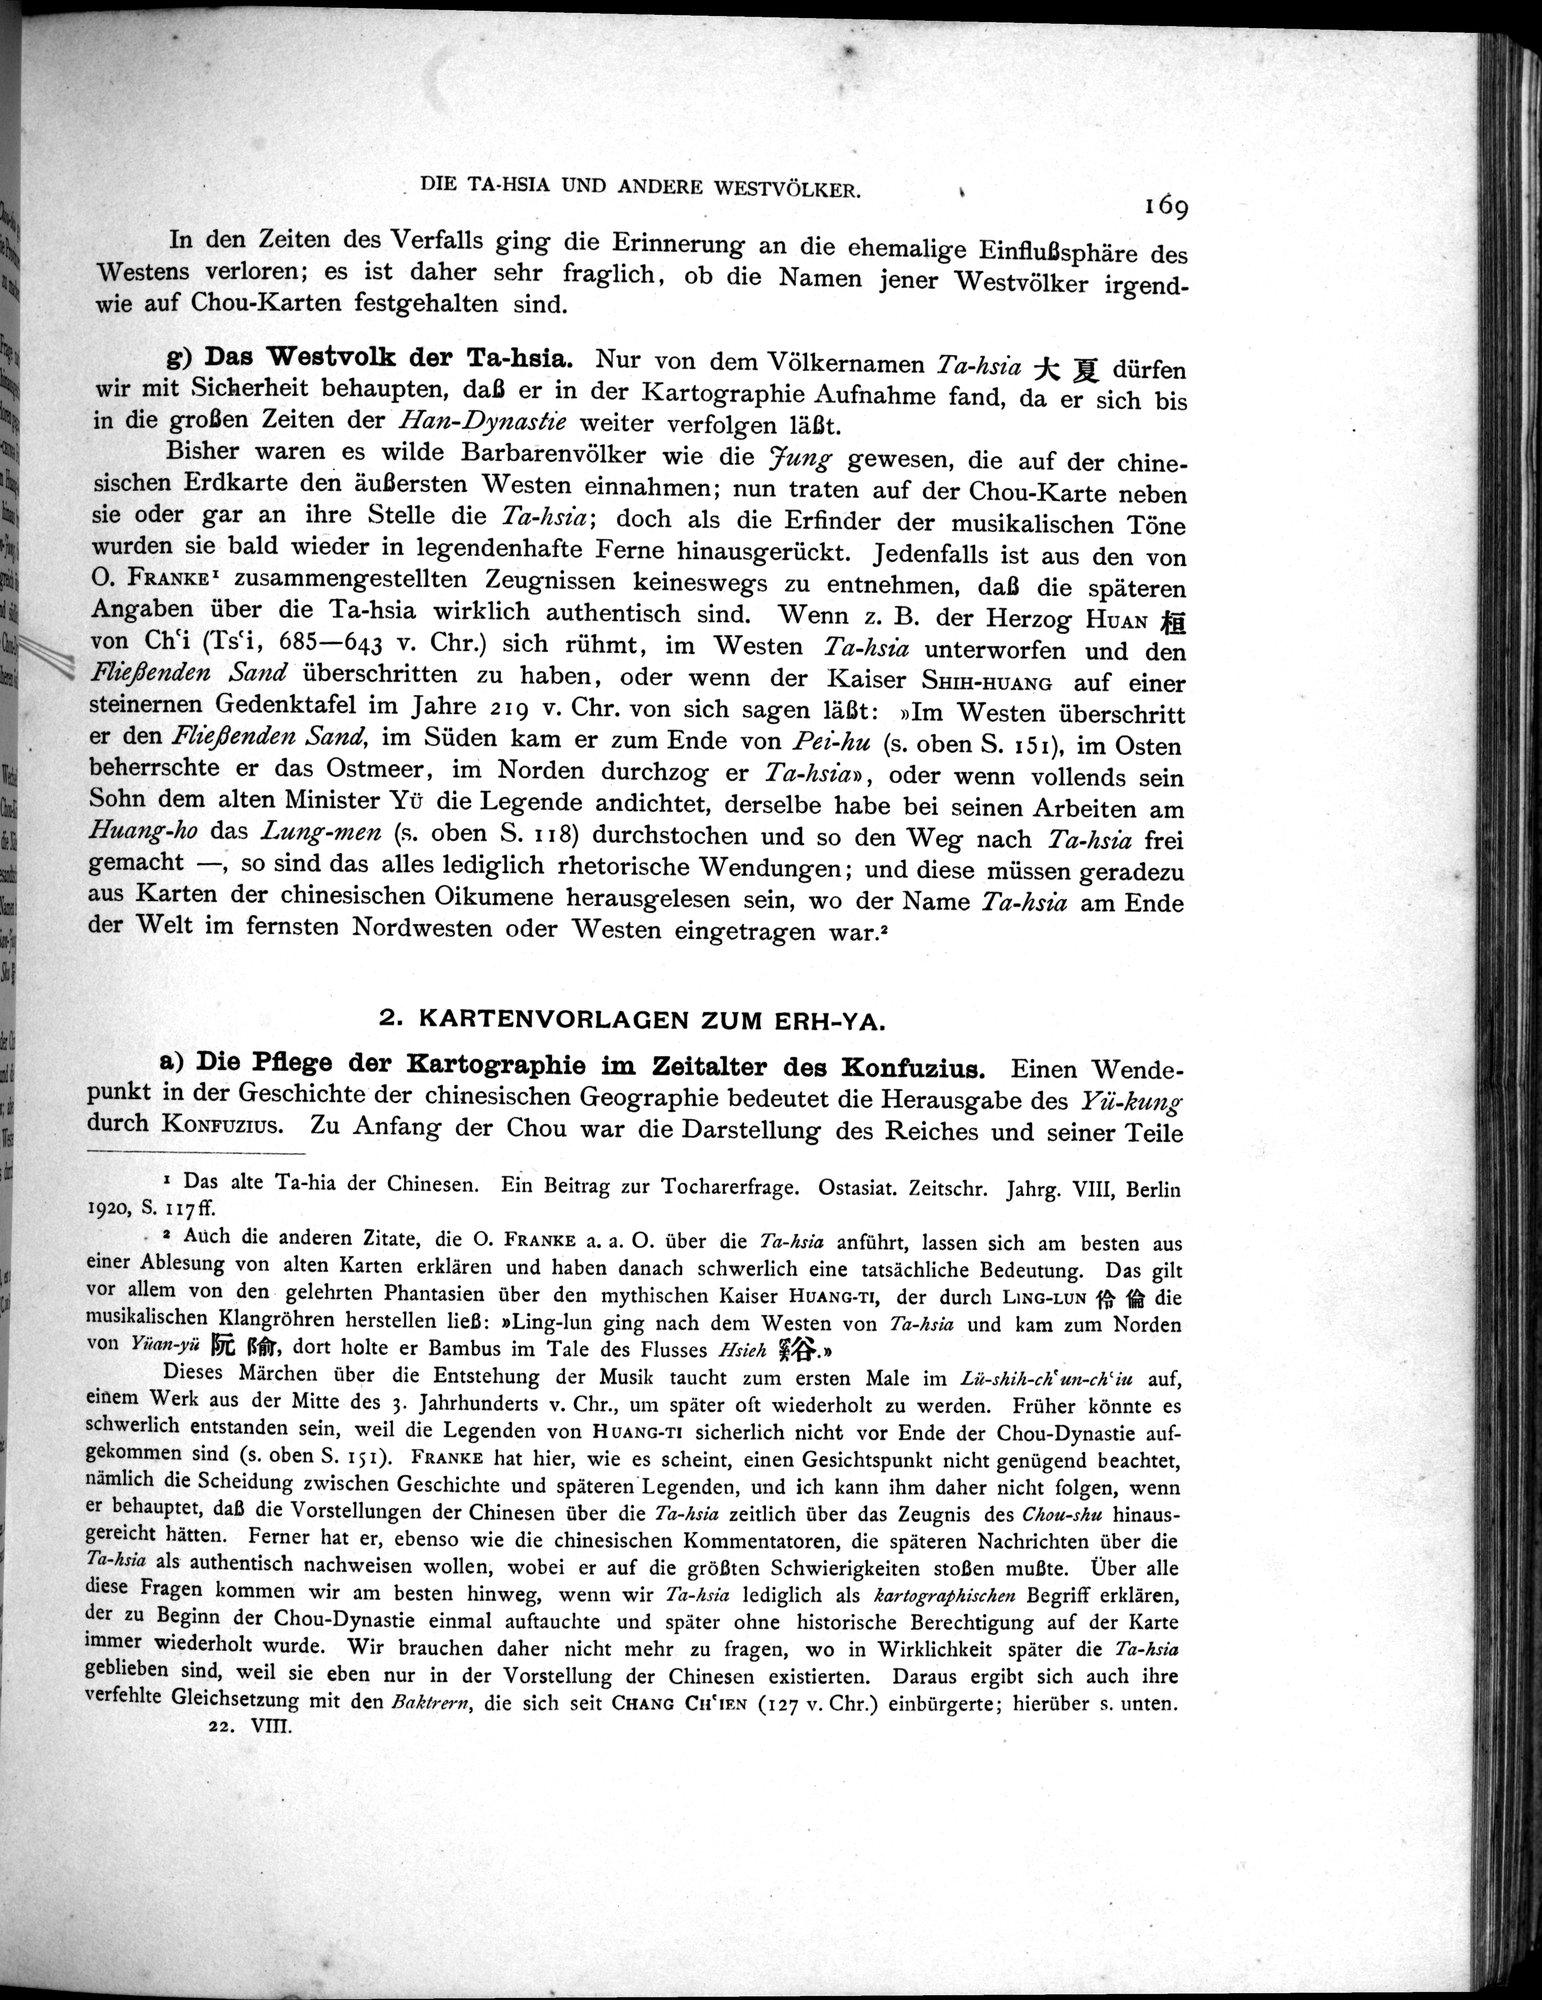 DIE TA-HSIA UND ANDERE WESTVÖLKER.
169
In den Zeiten des Verfalls ging die Erinnerung an die ehemalige Einflußsphäre des
Westens verloren; es ist daher sehr fraglich, ob die Namen jener Westvölker irgend-
wie auf Chou-Karten festgehalten sind.
g) Das Westvolk der Ta-hsia. Nur von dem Völkernamen Ta-hsia 大 夏 dürfen
wir mit Sicherheit behaupten, daß er in der Kartographie Aufnahme fand, da er sich bis
in die großen Zeiten der Han-Dynastie weiter verfolgen läßt.
Bisher waren es wilde Barbarenvölker wie die Jung gewesen, die auf der chine-
sischen Erdkarte den äußersten Westen einnahmen; nun traten auf der Chou-Karte neben
sie oder gar an ihre Stelle die Ta-hsia; doch als die Erfinder der musikalischen Töne
wurden sie bald wieder in legendenhafte Ferne hinausgerückt. Jedenfalls ist aus den von
O. FRANKE¹ zusammengestellten Zeugnissen keineswegs zu entnehmen, daß die späteren
Angaben über die Ta-hsia wirklich authentisch sind. Wenn z. B. der Herzog HUAN 桓
von Chʻi (Tsʻi, 685—643 v. Chr.) sich rühmt, im Westen Ta-hsia unterworfen und den
Fließenden Sand überschritten zu haben, oder wenn der Kaiser SHIH-HUANG auf einer
steinernen Gedenktafel im Jahre 219 v. Chr. von sich sagen läßt: »Im Westen überschritt
er den Fließenden Sand, im Süden kam er zum Ende von Pei-hu (s. oben S. 151), im Osten
beherrschte er das Ostmeer, im Norden durchzog er Ta-hsia», oder wenn vollends sein
Sohn dem alten Minister YÜ die Legende andichtet, derselbe habe bei seinen Arbeiten am
Huang-ho das Lung-men (s. oben S. 118) durchstochen und so den Weg nach Ta-hsia frei
gemacht —, so sind das alles lediglich rhetorische Wendungen; und diese müssen geradezu
aus Karten der chinesischen Oikumene herausgelesen sein, wo der Name Ta-hsia am Ende
der Welt im fernsten Nordwesten oder Westen eingetragen war.²
2. KARTENVORLAGEN ZUM ERH-YA.
a) Die Pflege der Kartographie im Zeitalter des Konfuzius. Einen Wende-
punkt in der Geschichte der chinesischen Geographie bedeutet die Herausgabe des Yü-kung
durch KONFUZIUS. Zu Anfang der Chou war die Darstellung des Reiches und seiner Teile
¹ Das alte Ta-hia der Chinesen. Ein Beitrag zur Tocharerfrage. Ostasiat. Zeitschr. Jahrg. VIII, Berlin
1920, S. 117ff.
² Auch die anderen Zitate, die O. FRANKE a. a. O. über die Ta-hsia anführt, lassen sich am besten aus
einer Ablesung von alten Karten erklären und haben danach schwerlich eine tatsächliche Bedeutung. Das gilt
vor allem von den gelehrten Phantasien über den mythischen Kaiser HUANG-TI, der durch LING-LUN 伶 倫 die
musikalischen Klangröhren herstellen ließ: »Ling-lun ging nach dem Westen von Ta-hsia und kam zum Norden
von Yüan-yü 阮 隃, dort holte er Bambus im Tale des Flusses Hsieh 谿.»
Dieses Märchen über die Entstehung der Musik taucht zum ersten Male im Lü-shih-chʻun-chʻiu auf,
einem Werk aus der Mitte des 3. Jahrhunderts v. Chr., um später oft wiederholt zu werden. Früher könnte es
schwerlich entstanden sein, weil die Legenden von HUANG-TI sicherlich nicht vor Ende der Chou-Dynastie auf-
gekommen sind (s. oben S. 151). FRANKE hat hier, wie es scheint, einen Gesichtspunkt nicht genügend beachtet,
nämlich die Scheidung zwischen Geschichte und späteren Legenden, und ich kann ihm daher nicht folgen, wenn
er behauptet, daß die Vorstellungen der Chinesen über die Ta-hsia zeitlich über das Zeugnis des Chou-shu hinaus-
gereicht hätten. Ferner hat er, ebenso wie die chinesischen Kommentatoren, die späteren Nachrichten über die
Ta-hsia als authentisch nachweisen wollen, wobei er auf die größten Schwierigkeiten stoßen mußte. Über alle
diese Fragen kommen wir am besten hinweg, wenn wir Ta-hsia lediglich als kartographischen Begriff erklären,
der zu Beginn der Chou-Dynastie einmal auftauchte und später ohne historische Berechtigung auf der Karte
immer wiederholt wurde. Wir brauchen daher nicht mehr zu fragen, wo in Wirklichkeit später die Ta-hsia
geblieben sind, weil sie eben nur in der Vorstellung der Chinesen existierten. Daraus ergibt sich auch ihre
verfehlte Gleichsetzung mit den Baktrern, die sich seit CHANG CHʻIEN (127 v. Chr.) einbürgerte; hierüber s. unten.
22. VIII.